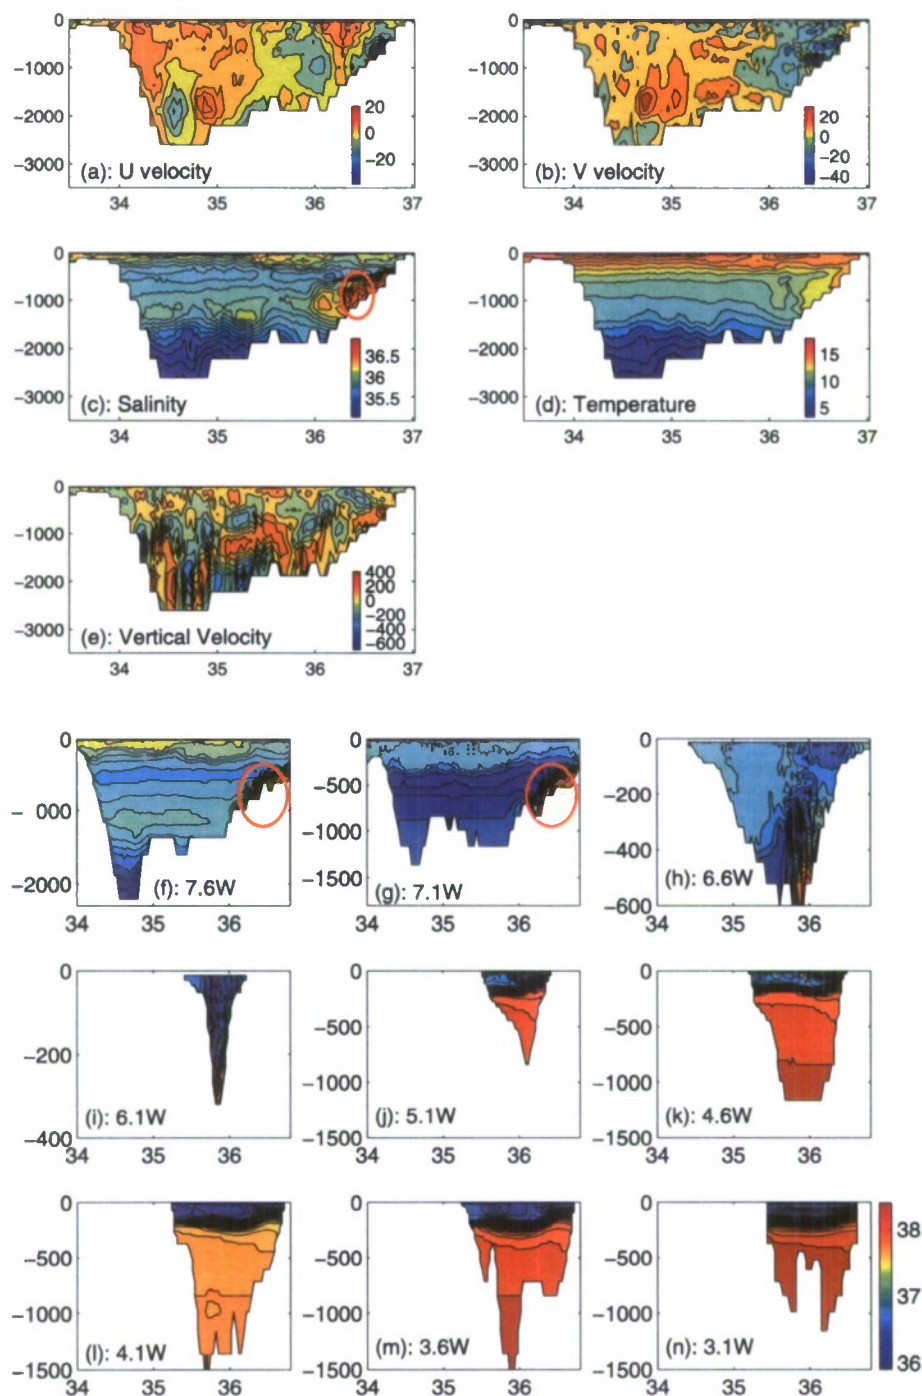 0
-1000
-2000
-3000
20
0
-20
(a): U velocity
34 35 36 37
0
-1000
-2000
-3000
20
0
-20
-40
(b): V velocity
34 35 36 37
0
-1000
-2000
-3000
36.5
36
35.5
(c): Salinity
34 35 36 37
0
-1000
-2000
-3000
15
10
5
(d): Temperature
34 35 36 37
0
-1000
-2000
-3000
400
200
0
-200
-400
-600
(e): Vertical Velocity
34 35 36 37
0
- 000
-2000
(f): 7.6W
34 35 36
0
-500
-1000
-1500
(g): 7.1W
34 35 36
0
-200
-400
-600
(h): 6.6W
34 35 36
0
-200
-400
(i): 6.1W
34 35 36
0
-500
-1000
-1500
(j): 5.1W
34 35 36
0
-500
-1000
-1500
(k): 4.6W
34 35 36
0
-500
-1000
-1500
(l): 4.1W
34 35 36
0
-500
-1000
-1500
(m): 3.6W
34 35 36
0
-500
-1000
-1500
(n): 3.1W
34 35 36
38
37
36